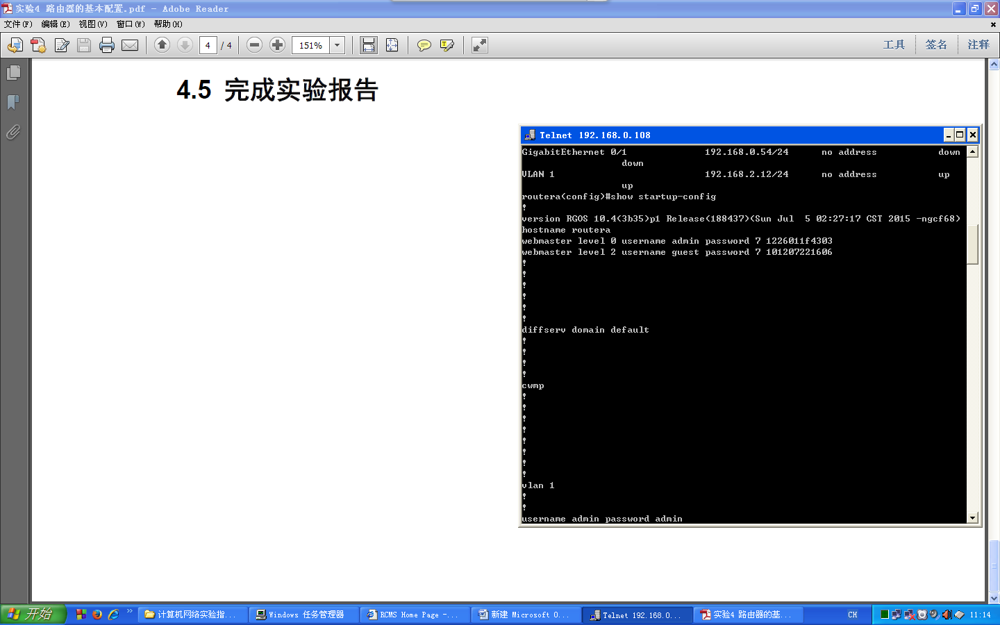 实验4 路由器的基本配置.pdf - Adobe Reader
文件(F) 编辑(E) 视图(V) 窗口(W) 帮助(H)
4 / 4 151% 工具 签名 注释
4.5 完成实验报告
Telnet 192.168.0.108
GigabitEthernet 0/1 192.168.0.54/24 no address down
down
VLAN 1 192.168.2.12/24 no address up
up
routera(config)#show startup-config
!
version RGOS 10.4(3b35)p1 Release(188437)(Sun Jul 5 02:27:17 CST 2015 -ngcf68)
hostname routera
webmaster level 0 username admin password 7 1226011f4303
webmaster level 2 username guest password 7 101207221606
!
!
!
!
!
!
diffserv domain default
!
!
!
!
cwmp
!
!
!
!
!
!
!
!
vlan 1
!
!
username admin password admin
开始 计算机网络实验指... Windows 任务管理器 RCMS Home Page -... 新建 Microsoft O... Telnet 192.168.0... 实验4 路由器的基... CH 11:14